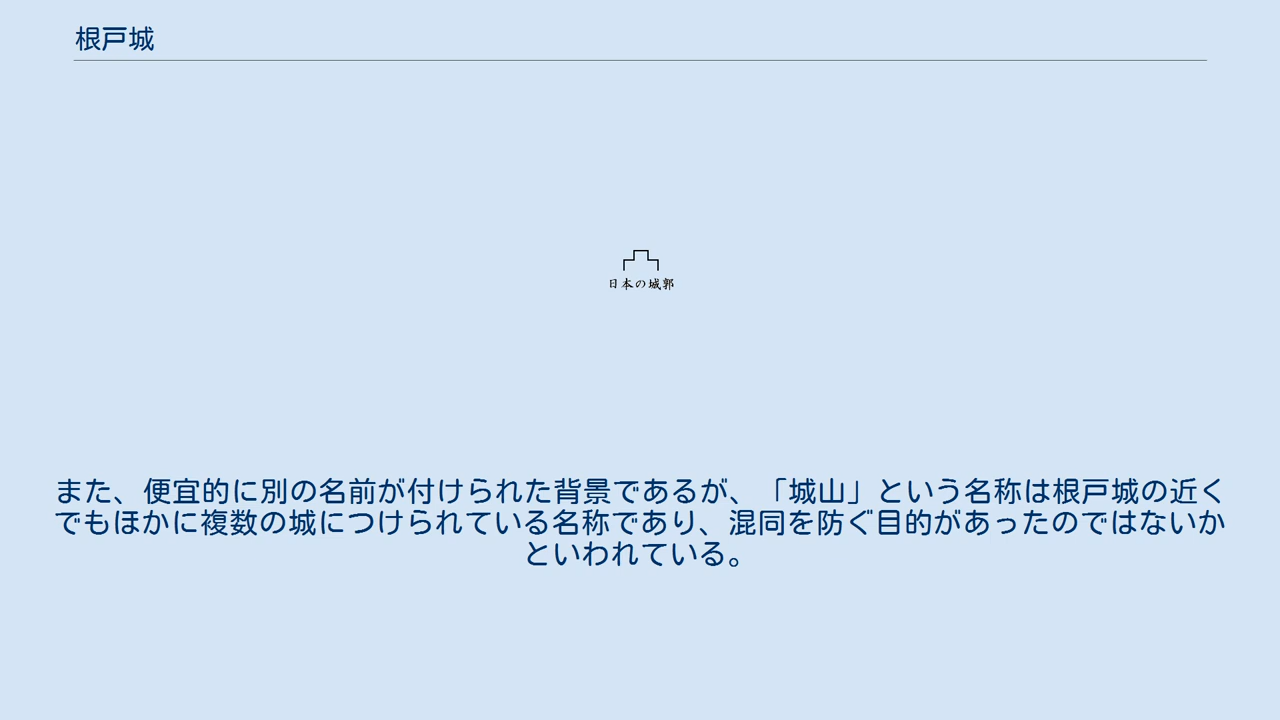 根戸城
日本の城郭
また、便宜的に別の名前が付けられた背景であるが、「城山」という名称は根戸城の近く
でもほかに複数の城につけられている名称であり、混同を防ぐ目的があったのではないか
といわれている。